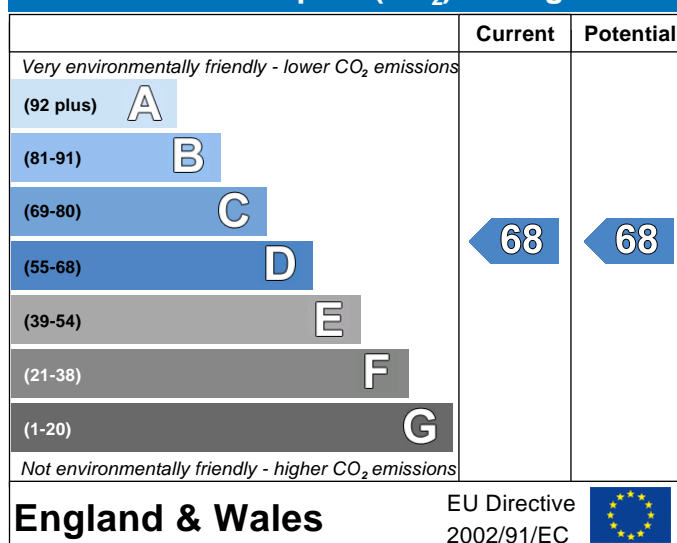 Current Potential
Very environmentally friendly - lower CO₂ emissions
(92 plus) A
(81-91) B
(69-80) C
(55-68) D
(39-54) E
(21-38) F
(1-20) G
68 68
Not environmentally friendly - higher CO₂ emissions
England & Wales
EU Directive
2002/91/EC